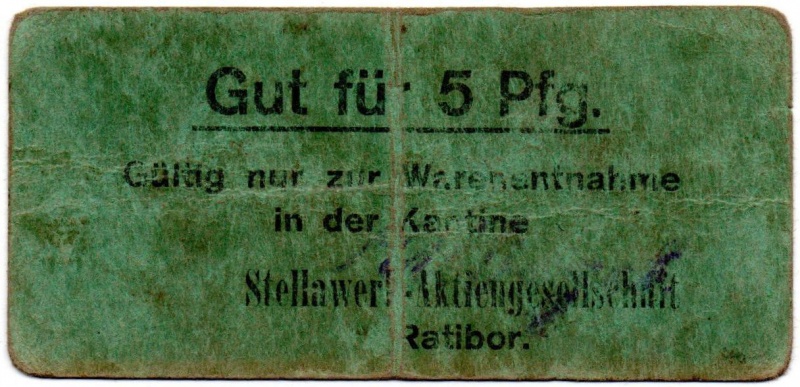 Gut für 5 Pfg.
Gültig nur zur Warenentnahme
in der Kantine
Stellawerk-Aktiengesellschaft
Ratibor.